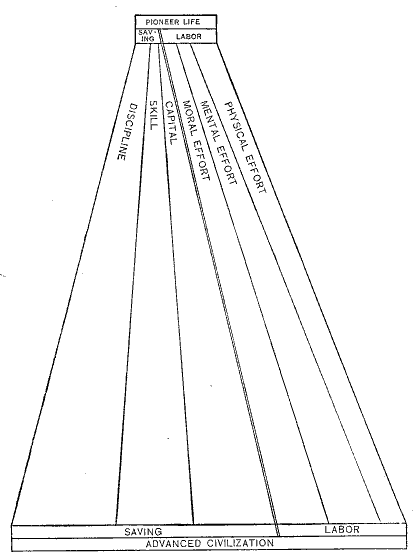 PIONEER LIFE
SAV-
ING
LABOR
DISCIPLINE
SKILL
CAPITAL
MORAL EFFORT
MENTAL EFFORT
PHYSICAL EFFORT
SAVING
LABOR
ADVANCED CIVILIZATION